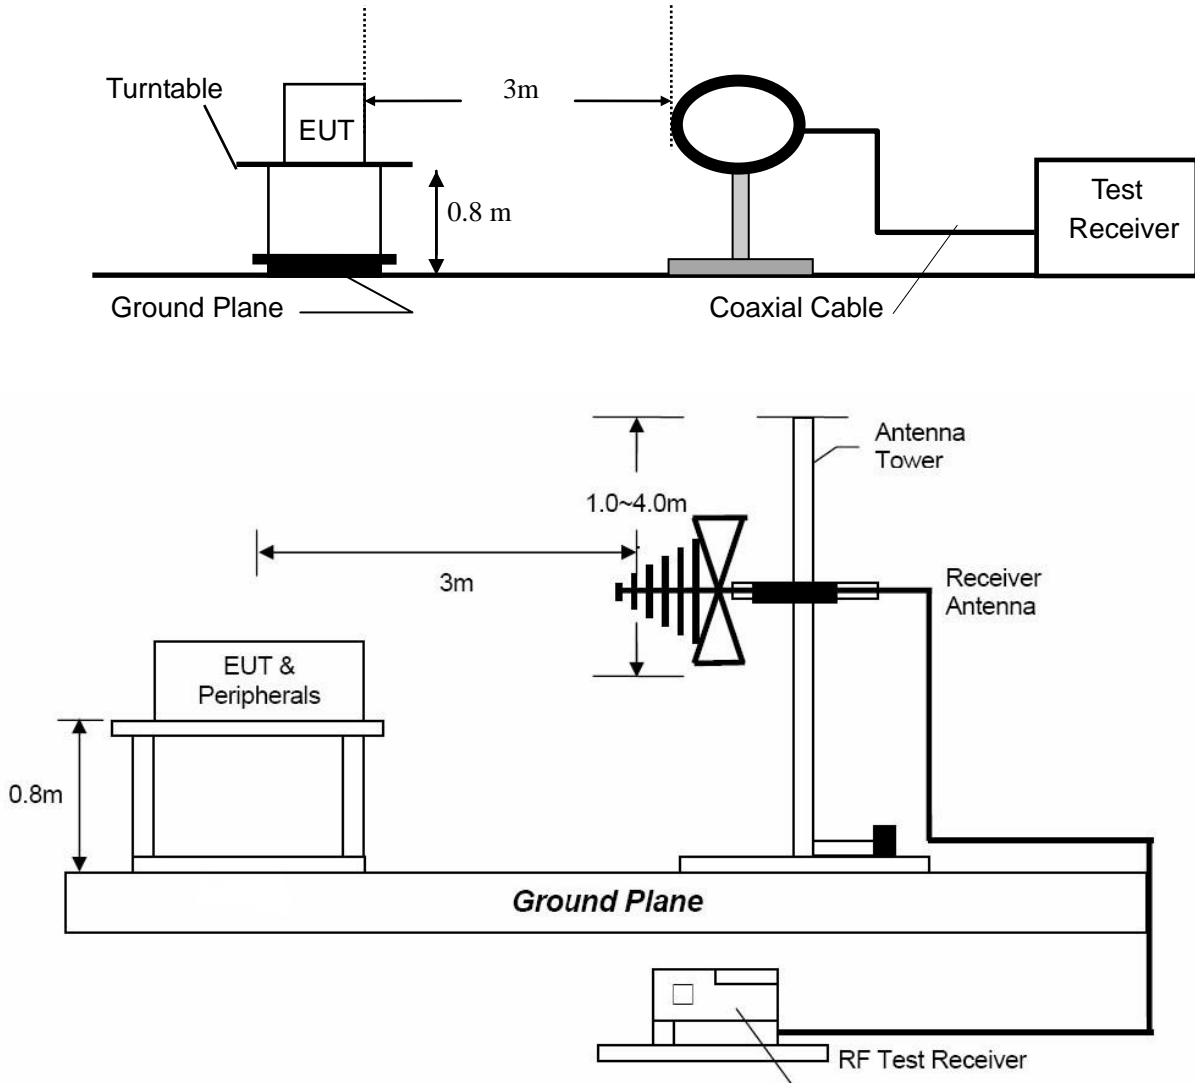 Turntable
3m
EUT
0.8 m
Test
Receiver
Ground Plane
Coaxial Cable
Antenna
Tower
1.0~4.0m
3m
Receiver
Antenna
EUT &
Peripherals
0.8m
Ground Plane
RF Test Receiver